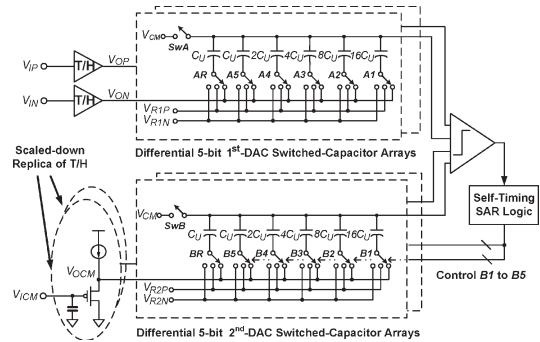 V_CM SwA
C_U C_U 2C_U 4C_U 8C_U 16C_U
V_IP T/H V_OP
AR A5 A4 A3 A2 A1
V_IN T/H V_ON
V_R1P
V_R1N
Differential 5-bit 1st-DAC Switched-Capacitor Arrays
Scaled-down
Replica of T/H
V_CM SwB
C_U C_U 2C_U 4C_U 8C_U 16C_U
Self-Timing
SAR Logic
BR B5 B4 B3 B2 B1
V_OCM
Control B1 to B5
V_R2P
V_R2N
V_ICM
Differential 5-bit 2nd-DAC Switched-Capacitor Arrays